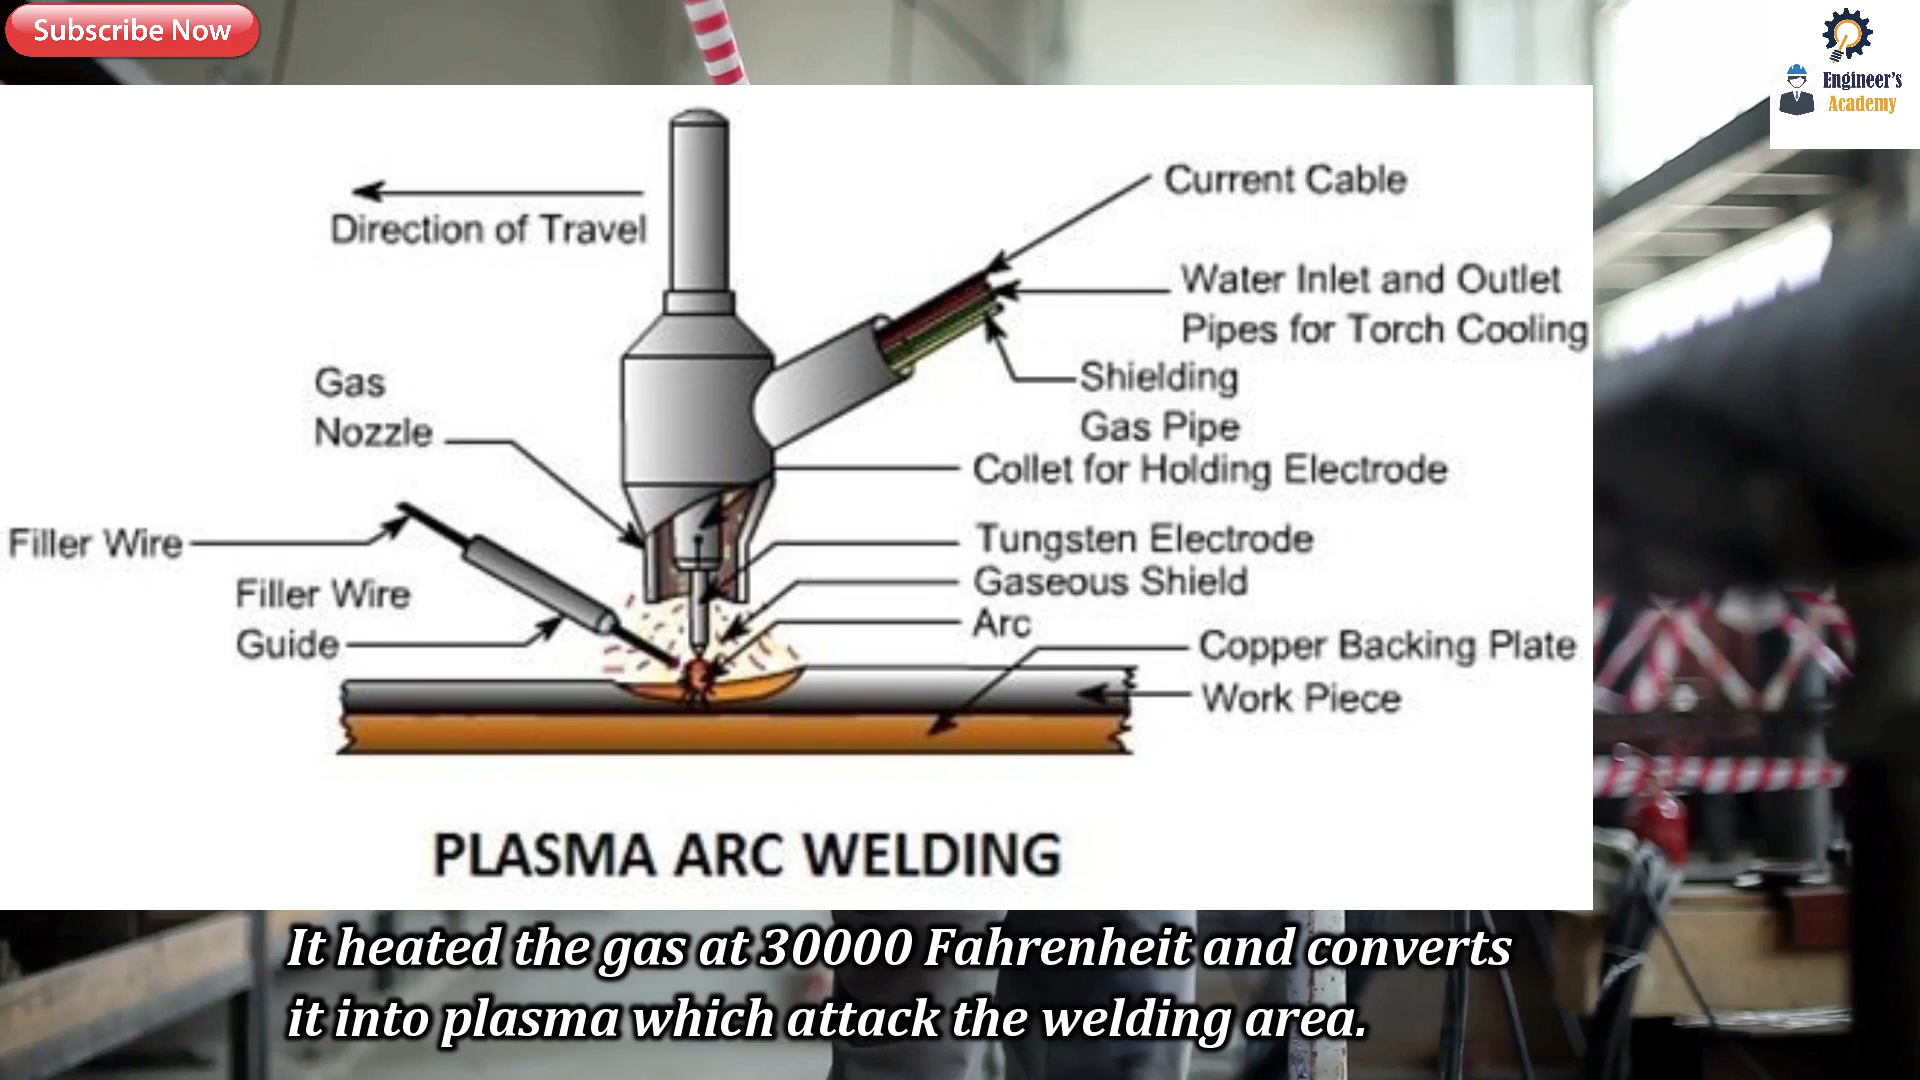 Subscribe Now
Engineer's
Academy
Current Cable
Direction of Travel
Water Inlet and Outlet
Pipes for Torch Cooling
Gas
Nozzle
Shielding
Gas Pipe
Collet for Holding Electrode
Filler Wire
Tungsten Electrode
Gaseous Shield
Filler Wire
Guide
Arc
Copper Backing Plate
Work Piece
PLASMA ARC WELDING
It heated the gas at 30000 Fahrenheit and converts
it into plasma which attack the welding area.